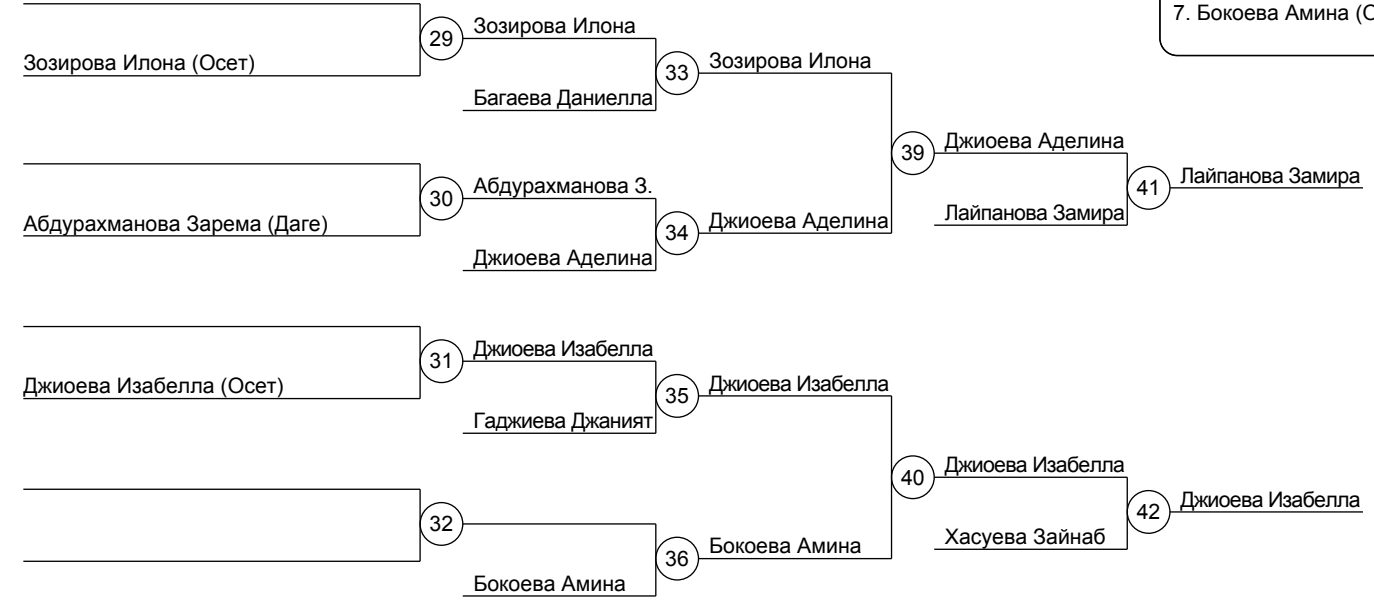 7. Бокоева Амина (О
29
Зозирова Илона
Зозирова Илона (Осет)
33
Зозирова Илона
Багаева Даниелла
39
Джиоева Аделина
30
Абдурахманова З.
41
Лайпанова Замира
Абдурахманова Зарема (Даге)
34
Джиоева Аделина
Лайпанова Замира
Джиоева Аделина
31
Джиоева Изабелла
Джиоева Изабелла (Осет)
35
Джиоева Изабелла
Гаджиева Джаният
40
Джиоева Изабелла
32
42
Джиоева Изабелла
36
Бокоева Амина
Хасуева Зайнаб
Бокоева Амина